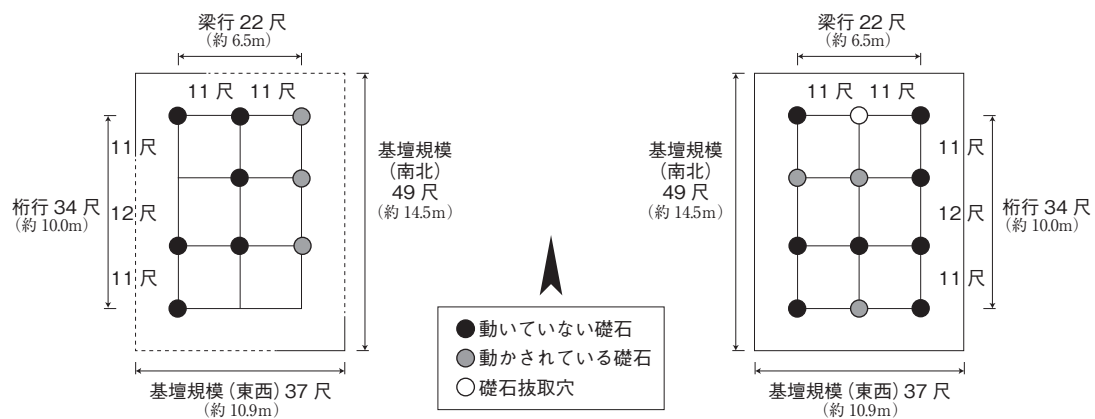 梁行 22 尺
(約 6.5m)
11 尺 11 尺
11 尺
12 尺
11 尺
桁行 34 尺
(約 10.0m)
基壇規模
(南北)
49 尺
(約 14.5m)
基壇規模 (東西) 37 尺
(約 10.9m)
動いていない礎石
動かされている礎石
礎石抜取穴
梁行 22 尺
(約 6.5m)
11 尺 11 尺
基壇規模
(南北)
49 尺
(約 14.5m)
11 尺
12 尺
11 尺
桁行 34 尺
(約 10.0m)
基壇規模 (東西) 37 尺
(約 10.9m)